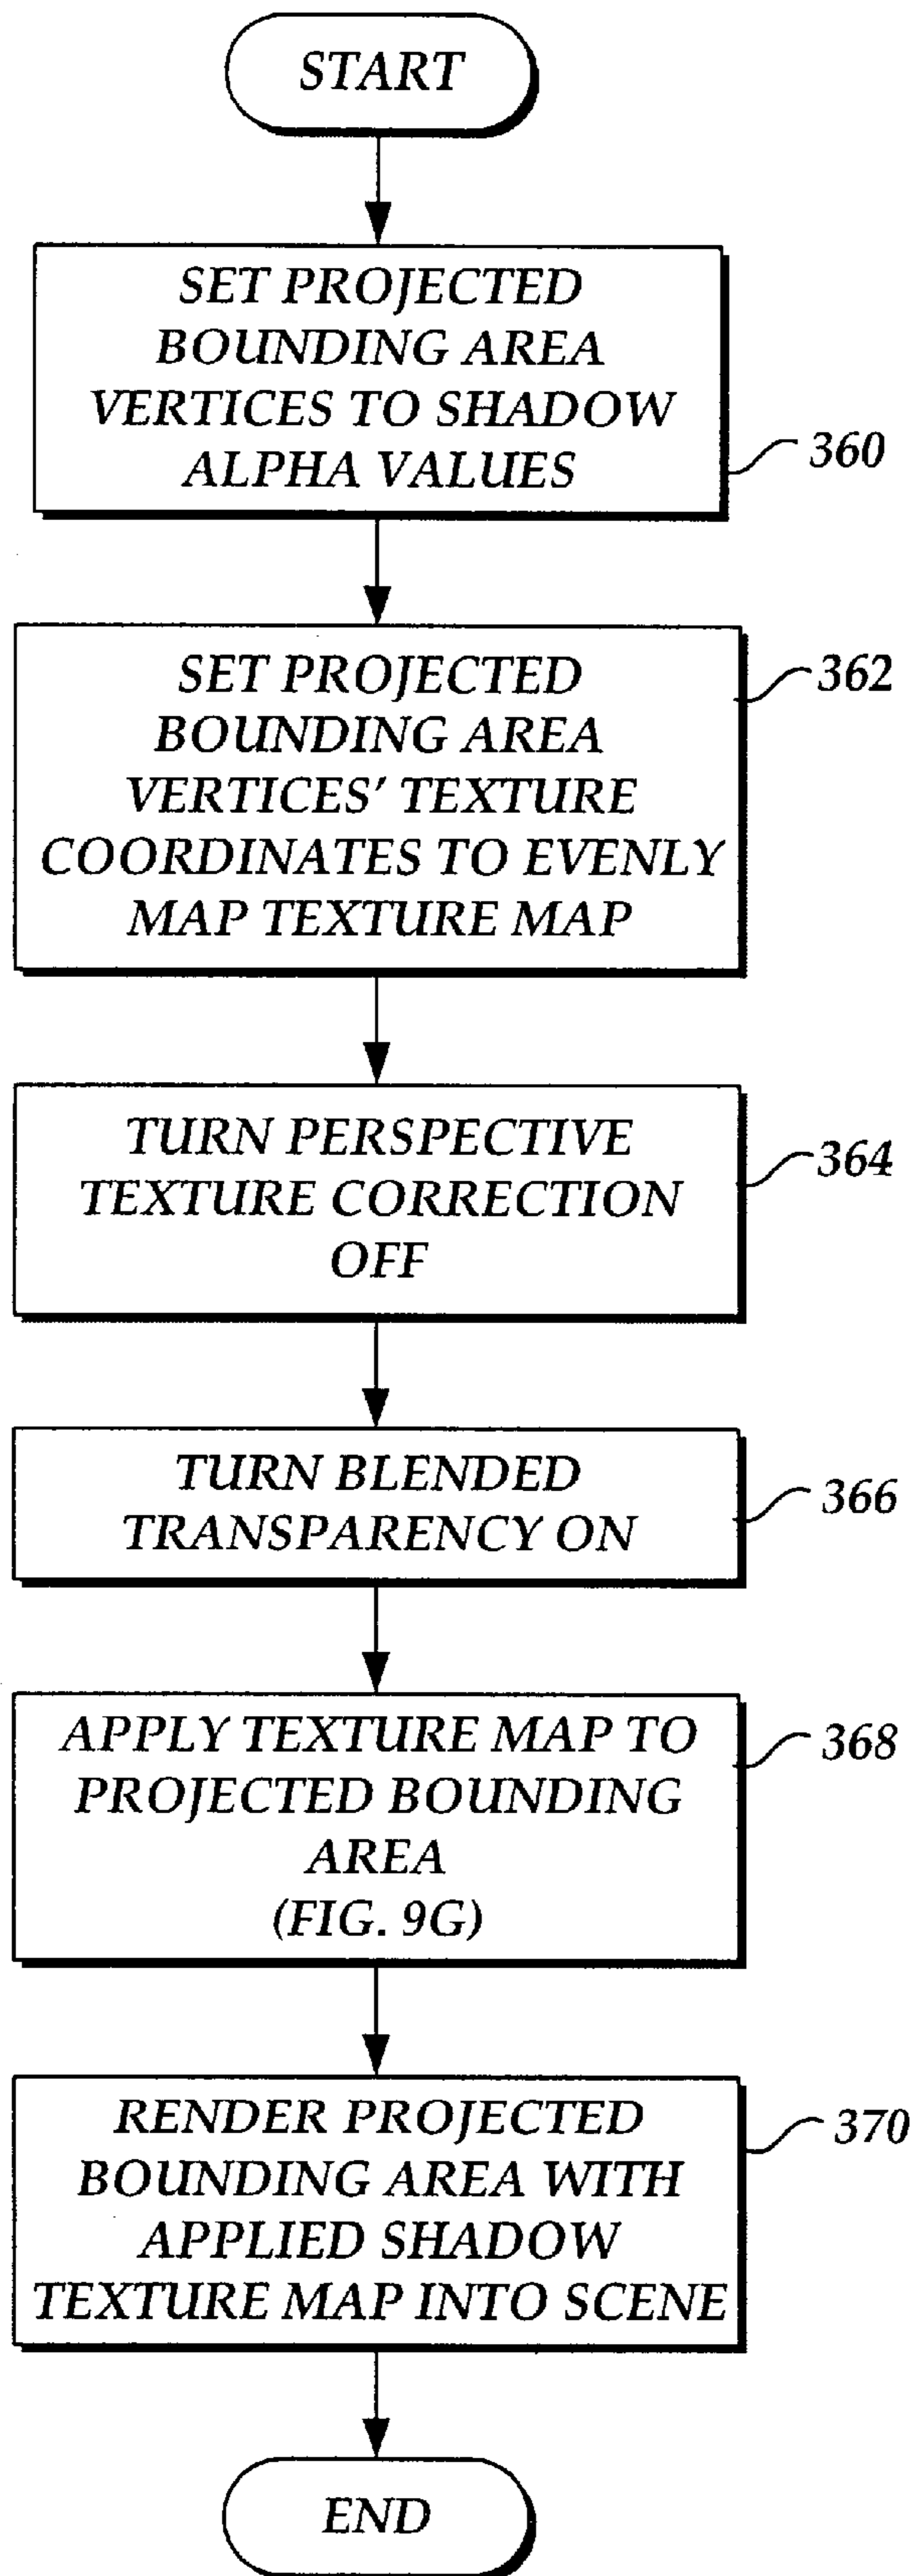 START
SET PROJECTED
BOUNDING AREA
VERTICES TO SHADOW
ALPHA VALUES
360
SET PROJECTED
BOUNDING AREA
VERTICES' TEXTURE
COORDINATES TO EVENLY
MAP TEXTURE MAP
362
TURN PERSPECTIVE
TEXTURE CORRECTION
OFF
364
TURN BLENDED
TRANSPARENCY ON
366
APPLY TEXTURE MAP TO
PROJECTED BOUNDING
AREA
(FIG. 9G)
368
RENDER PROJECTED
BOUNDING AREA WITH
APPLIED SHADOW
TEXTURE MAP INTO SCENE
370
END